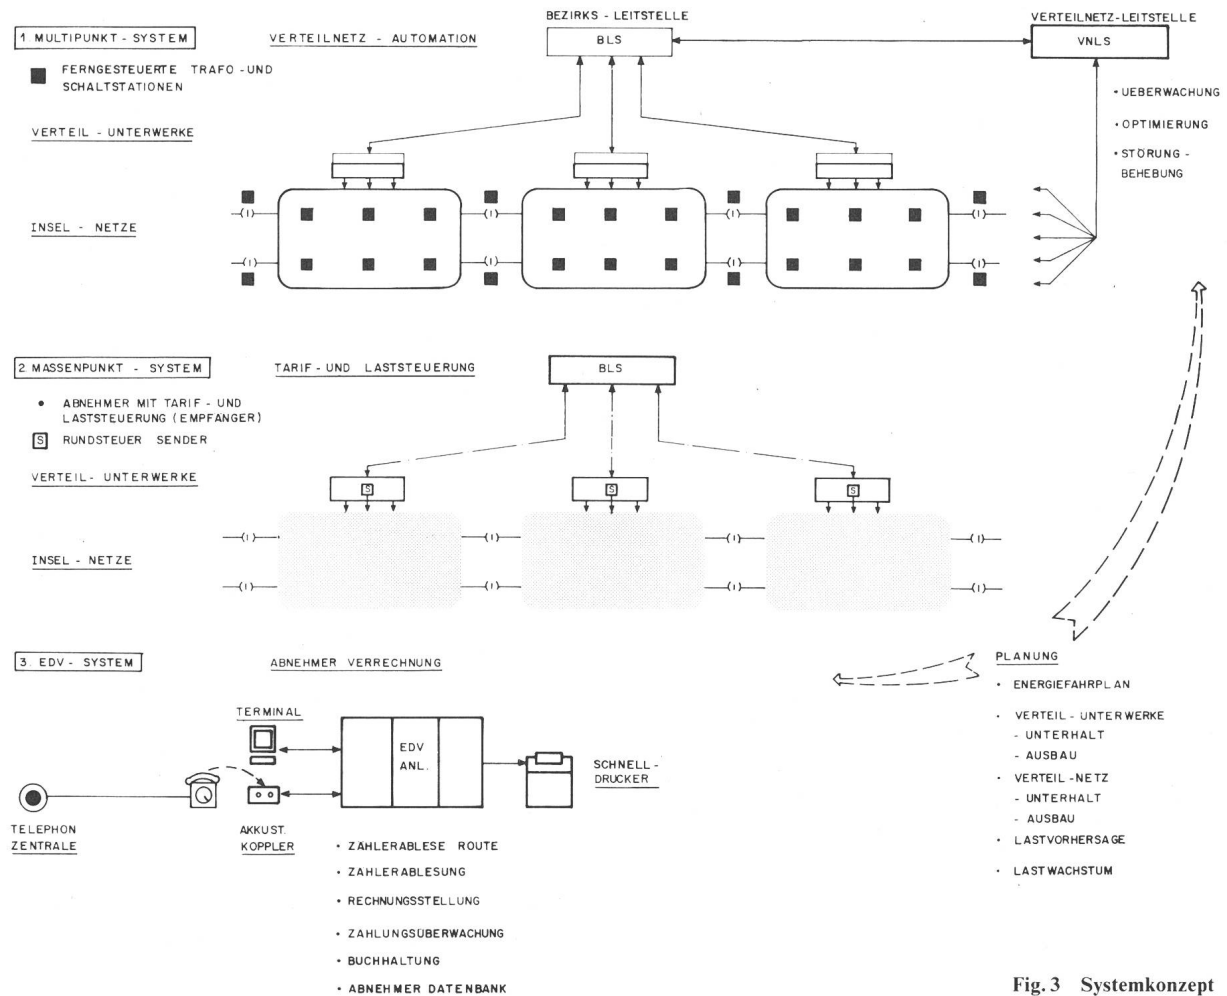 BEZIRKS - LEITSTELLE
VERTEILNETZ-LEITSTELLE
1 MULTIPUNKT - SYSTEM
VERTEILNETZ - AUTOMATION
BLS
VNLS
FERNGESTEUERTE TRAFO - UND
SCHALTSTATIONEN
• UEBERWACHUNG
• OPTIMIERUNG
• STÖRUNG -
BEHEBUNG
VERTEIL - UNTERWERKE
INSEL - NETZE
2 MASSENPUNKT - SYSTEM
TARIF - UND LASTSTEUERUNG
BLS
• ABNEHMER MIT TARIF - UND
LASTSTEUERUNG (EMPFÄNGER)
S RUNDSTEUER SENDER
VERTEIL - UNTERWERKE
S
S
S
INSEL - NETZE
3. EDV - SYSTEM
ABNEHMER VERRECHNUNG
TERMINAL
EDV
ANL.
SCHNELL -
DRUCKER
TELEPHON
ZENTRALE
AKKUST.
KOPPLER
• ZÄHLERABLESE ROUTE
• ZÄHLERABLESUNG
• RECHNUNGSSTELLUNG
• ZAHLUNGSÜBERWACHUNG
• BUCHHALTUNG
• ABNEHMER DATENBANK
PLANUNG
• ENERGIEFAHRPLAN
• VERTEIL - UNTERWERKE
- UNTERHALT
- AUSBAU
• VERTEIL - NETZ
- UNTERHALT
- AUSBAU
• LASTVORHERSAGE
• LASTWACHSTUM
Fig. 3 Systemkonzept